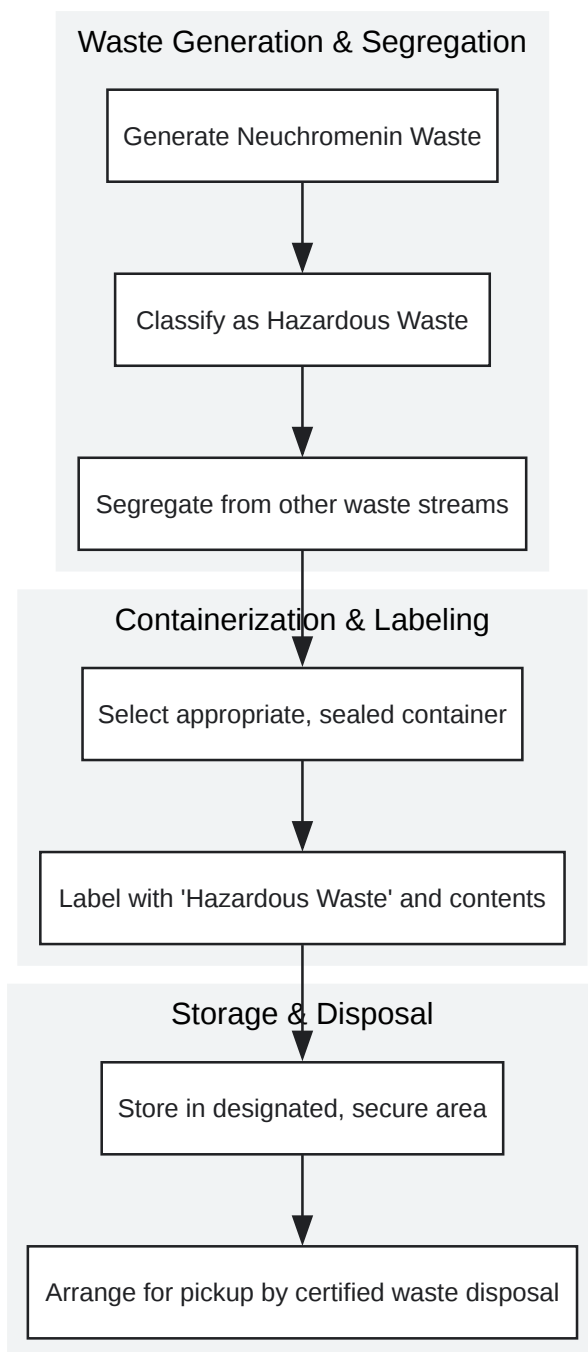 Waste Generation & Segregation
Generate Neuchromenin Waste
Classify as Hazardous Waste
Segregate from other waste streams
Containerization & Labeling
Select appropriate, sealed container
Label with 'Hazardous Waste' and contents
Storage & Disposal
Store in designated, secure area
Arrange for pickup by certified waste disposal